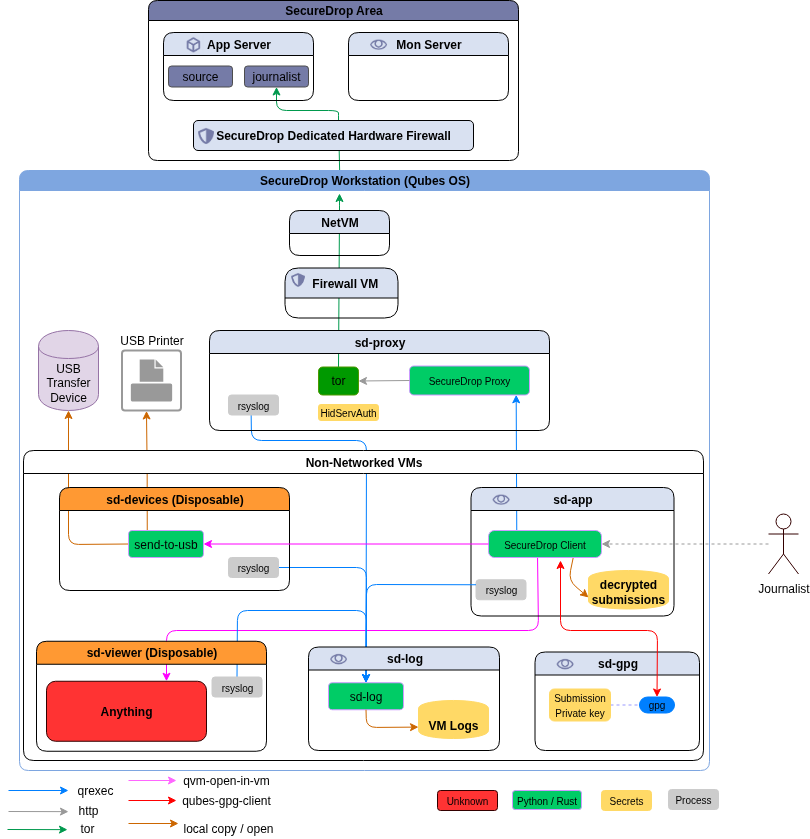 SecureDrop Area
App Server
Mon Server
source
journalist
SecureDrop Dedicated Hardware Firewall
SecureDrop Workstation (Qubes OS)
NetVM
Firewall VM
USB Printer
sd-proxy
USB
Transfer
Device
tor
SecureDrop Proxy
rsyslog
HidServAuth
Non-Networked VMs
sd-devices (Disposable)
sd-app
send-to-usb
SecureDrop Client
rsyslog
rsyslog
decrypted
submissions
Journalist
sd-viewer (Disposable)
sd-log
sd-gpg
rsyslog
Anything
sd-log
VM Logs
Submission
Private key
gpg
qrexec
http
tor
qvm-open-in-vm
qubes-gpg-client
local copy / open
Unknown
Python / Rust
Secrets
Process